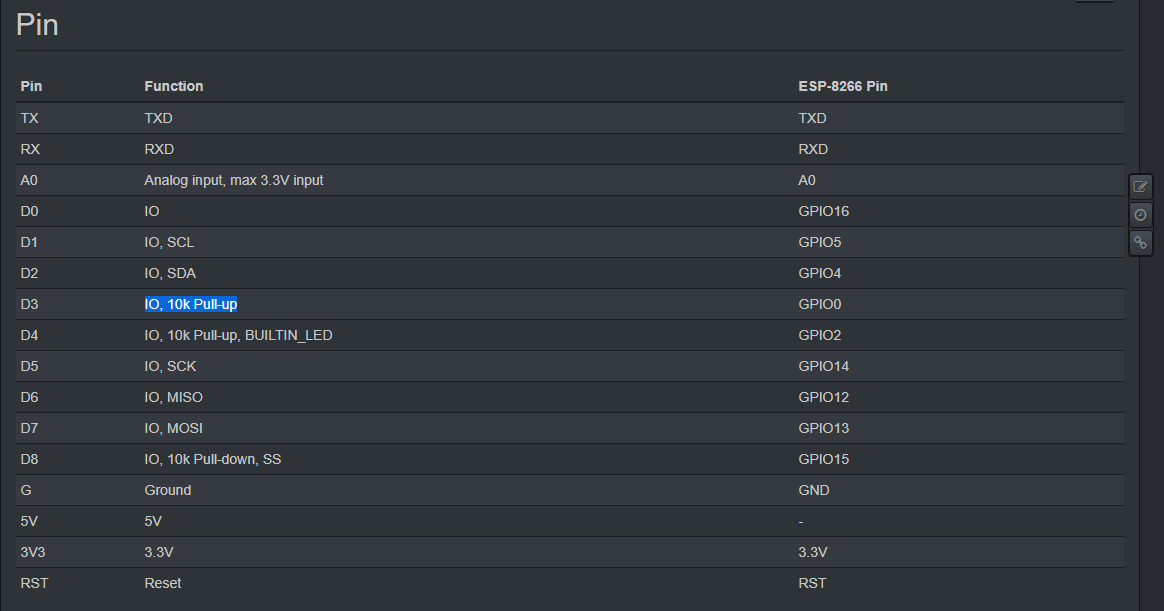 Pin
Pin Function ESP-8266 Pin
TX TXD TXD
RX RXD RXD
A0 Analog input, max 3.3V input A0
D0 IO GPIO16
D1 IO, SCL GPIO5
D2 IO, SDA GPIO4
D3 IO, 10k Pull-up GPIO0
D4 IO, 10k Pull-up, BUILTIN_LED GPIO2
D5 IO, SCK GPIO14
D6 IO, MISO GPIO12
D7 IO, MOSI GPIO13
D8 IO, 10k Pull-down, SS GPIO15
G Ground GND
5V 5V -
3V3 3.3V 3.3V
RST Reset RST